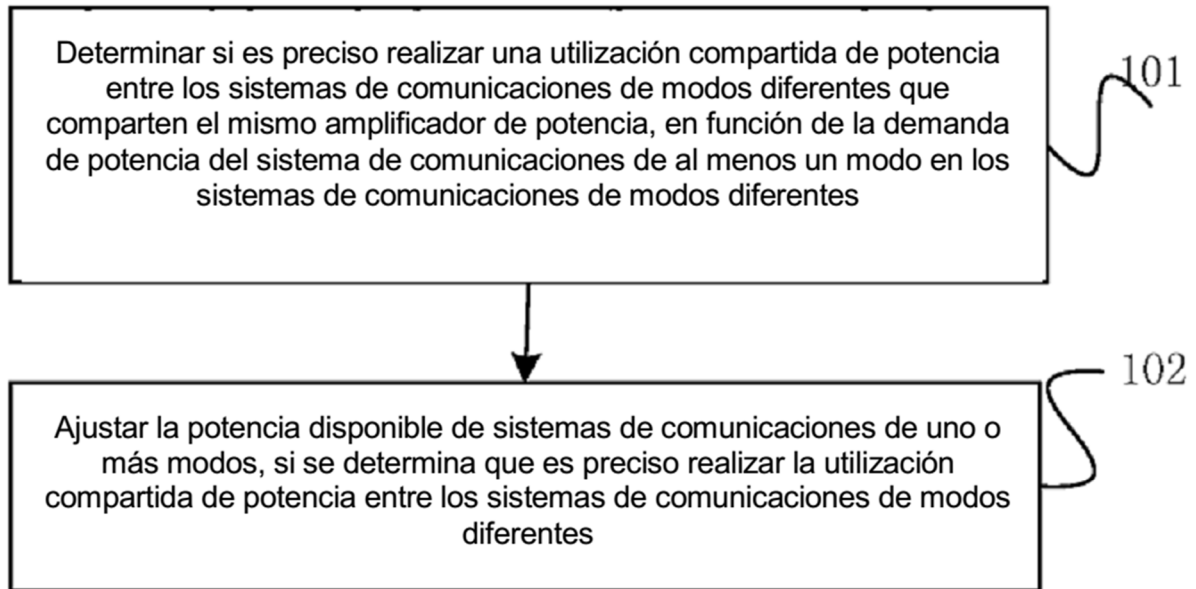 Determinar si es preciso realizar una utilización compartida de potencia
entre los sistemas de comunicaciones de modos diferentes que
comparten el mismo amplificador de potencia, en función de la demanda
de potencia del sistema de comunicaciones de al menos un modo en los
sistemas de comunicaciones de modos diferentes
101
102
Ajustar la potencia disponible de sistemas de comunicaciones de uno o
más modos, si se determina que es preciso realizar la utilización
compartida de potencia entre los sistemas de comunicaciones de modos
diferentes